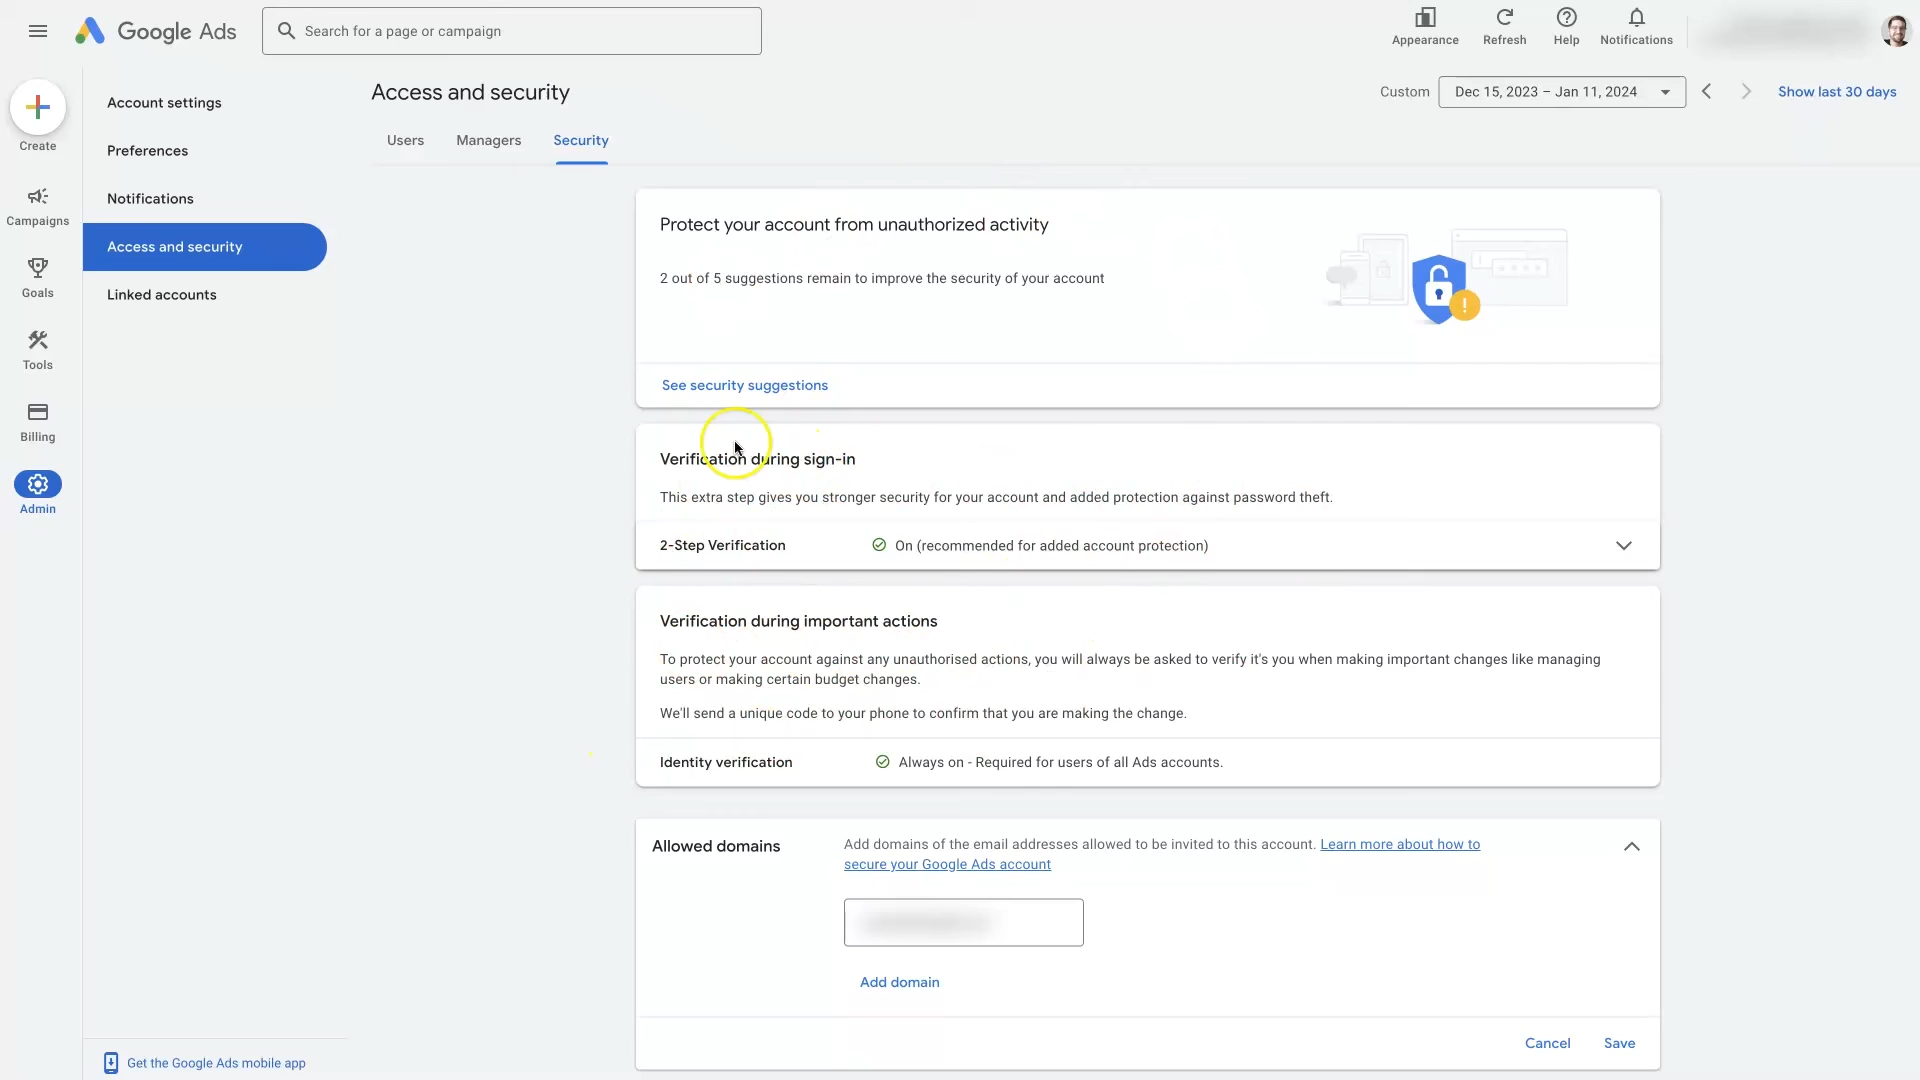 Google Ads
Search for a page or campaign
Appearance
Refresh
Help
Notifications
Create
Campaigns
Goals
Tools
Billing
Admin
Account settings
Preferences
Notifications
Access and security
Linked accounts
Get the Google Ads mobile app
Access and security
Custom
Dec 15, 2023 – Jan 11, 2024
Show last 30 days
Users
Managers
Security
Protect your account from unauthorized activity
2 out of 5 suggestions remain to improve the security of your account
See security suggestions
Verification during sign-in
This extra step gives you stronger security for your account and added protection against password theft.
2-Step Verification
On (recommended for added account protection)
Verification during important actions
To protect your account against any unauthorised actions, you will always be asked to verify it's you when making important changes like managing
users or making certain budget changes.
We'll send a unique code to your phone to confirm that you are making the change.
Identity verification
Always on - Required for users of all Ads accounts.
Allowed domains
Add domains of the email addresses allowed to be invited to this account. Learn more about how to
secure your Google Ads account
Add domain
Cancel
Save